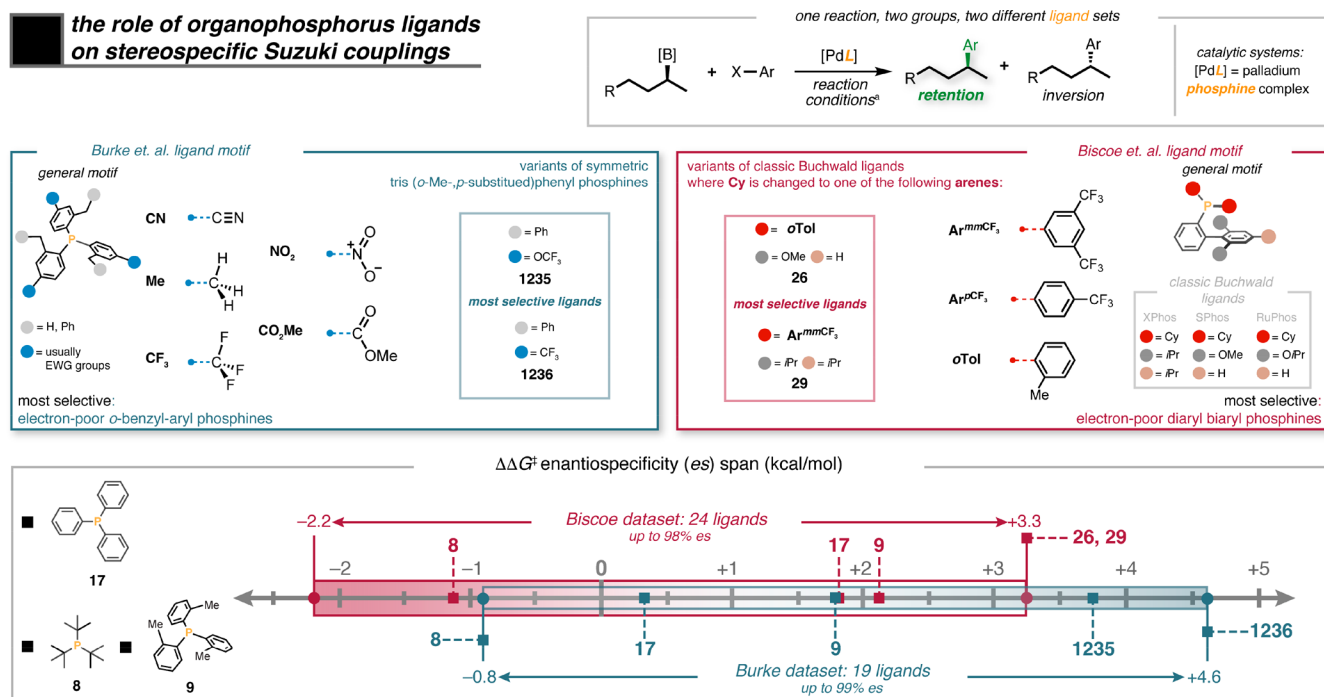 the role of organophosphorus ligands
on stereospecific Suzuki couplings
one reaction, two groups, two different ligand sets
[B]
R
+
X
Ar
[PdL]
reaction
conditionsᵃ
Ar
R
retention
+
Ar
R
inversion
catalytic systems:
[PdL] = palladium
phosphine complex
Burke et. al. ligand motif
general motif
P
= H, Ph
= usually
EWG groups
most selective:
electron-poor o-benzyl-aryl phosphines
variants of symmetric
tris (o-Me-,p-substitued)phenyl phosphines
CN
C≡N
Me
H
C
H
H
CF₃
F
C
F
F
NO₂
O
+
N
O−
CO₂Me
O
C
OMe
= Ph
= OCF₃
1235
most selective ligands
= Ph
= CF₃
1236
Biscoe et. al. ligand motif
variants of classic Buchwald ligands
where Cy is changed to one of the following arenes:
= oTol
= OMe
= H
26
most selective ligands
= ArᵐᵐCF₃
= iPr
= iPr
29
ArᵐᵐCF₃
CF₃
CF₃
ArᵖCF₃
CF₃
oTol
Me
general motif
P
classic Buchwald
ligands
XPhos SPhos RuPhos
= Cy = Cy = Cy
= iPr = OMe = OiPr
= iPr = H = H
most selective:
electron-poor diaryl biaryl phosphines
ΔΔG‡ enantiospecificity (es) span (kcal/mol)
P
17
P
8
Me
Me
P
Me
9
−2.2
Biscoe dataset: 24 ligands
up to 98% es
+3.3
8
17
9
26, 29
−2
−1
0
+1
+2
+3
+4
+5
8
17
9
1235
1236
−0.8
Burke dataset: 19 ligands
up to 99% es
+4.6